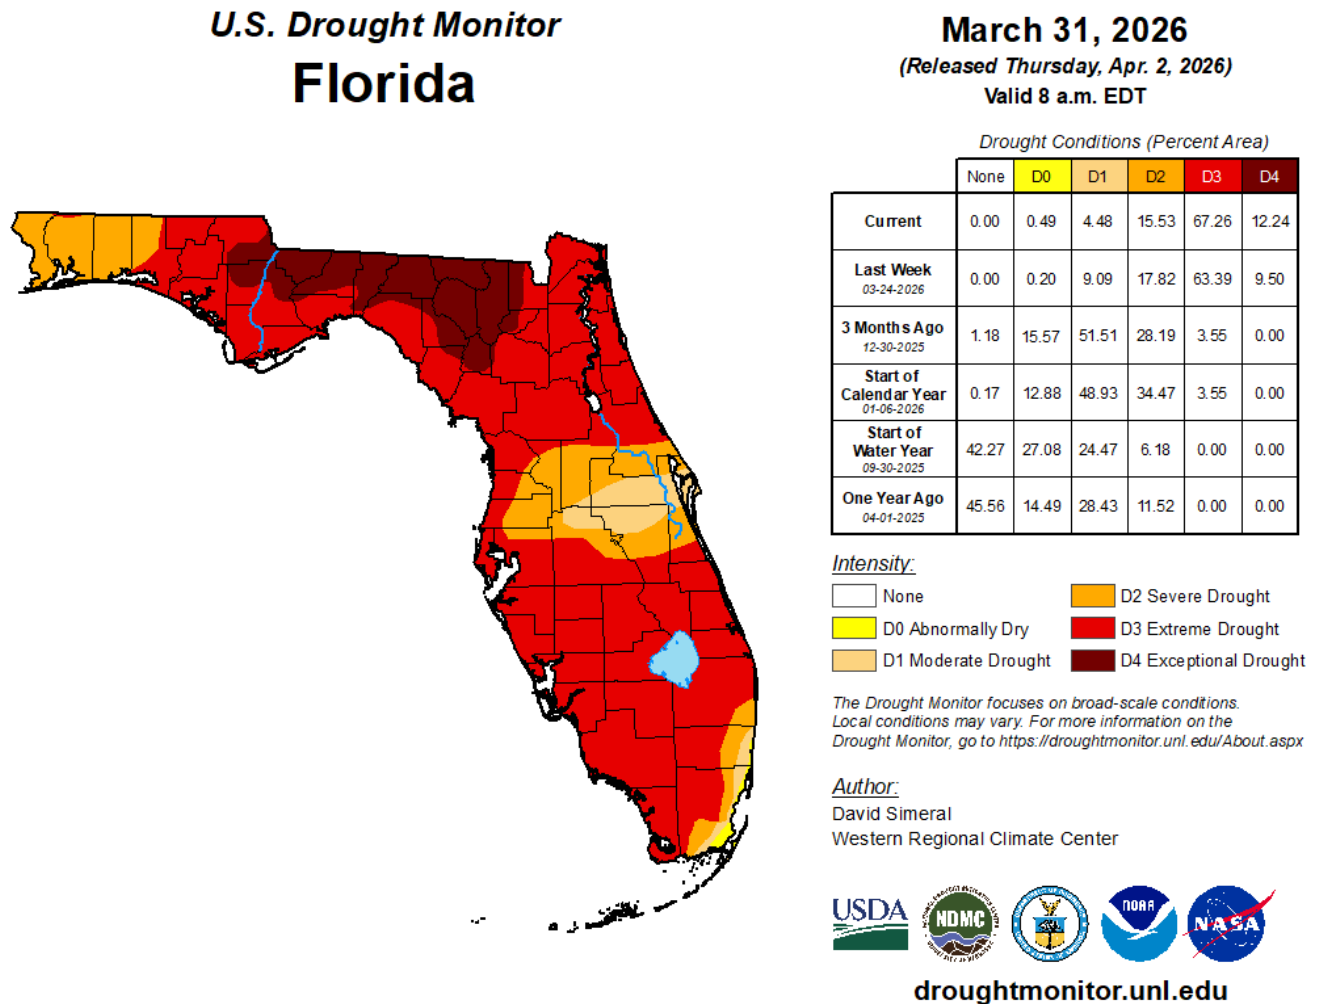 U.S. Drought Monitor
Florida
March 31, 2026
(Released Thursday, Apr. 2, 2026)
Valid 8 a.m. EDT
Drought Conditions (Percent Area)
None D0 D1 D2 D3 D4
Current 0.00 0.49 4.48 15.53 67.26 12.24
Last Week 03-24-2026 0.00 0.20 9.09 17.82 63.39 9.50
3 Months Ago 12-30-2025 1.18 15.57 51.51 28.19 3.55 0.00
Start of Calendar Year 01-06-2026 0.17 12.88 48.93 34.47 3.55 0.00
Start of Water Year 09-30-2025 42.27 27.08 24.47 6.18 0.00 0.00
One Year Ago 04-01-2025 45.56 14.49 28.43 11.52 0.00 0.00
Intensity:
None
D0 Abnormally Dry
D1 Moderate Drought
D2 Severe Drought
D3 Extreme Drought
D4 Exceptional Drought
The Drought Monitor focuses on broad-scale conditions.
Local conditions may vary. For more information on the
Drought Monitor, go to https://droughtmonitor.unl.edu/About.aspx
Author:
David Simeral
Western Regional Climate Center
USDA
NDMC
NOAA
NASA
droughtmonitor.unl.edu